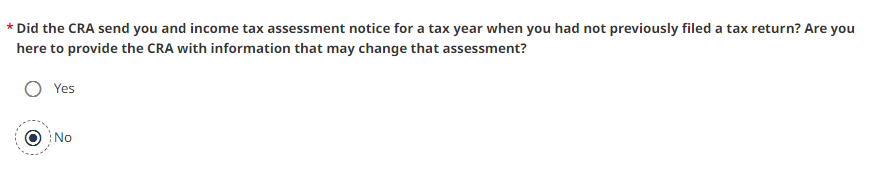 * Did the CRA send you and income tax assessment notice for a tax year when you had not previously filed a tax return? Are you
here to provide the CRA with information that may change that assessment?
Yes
No